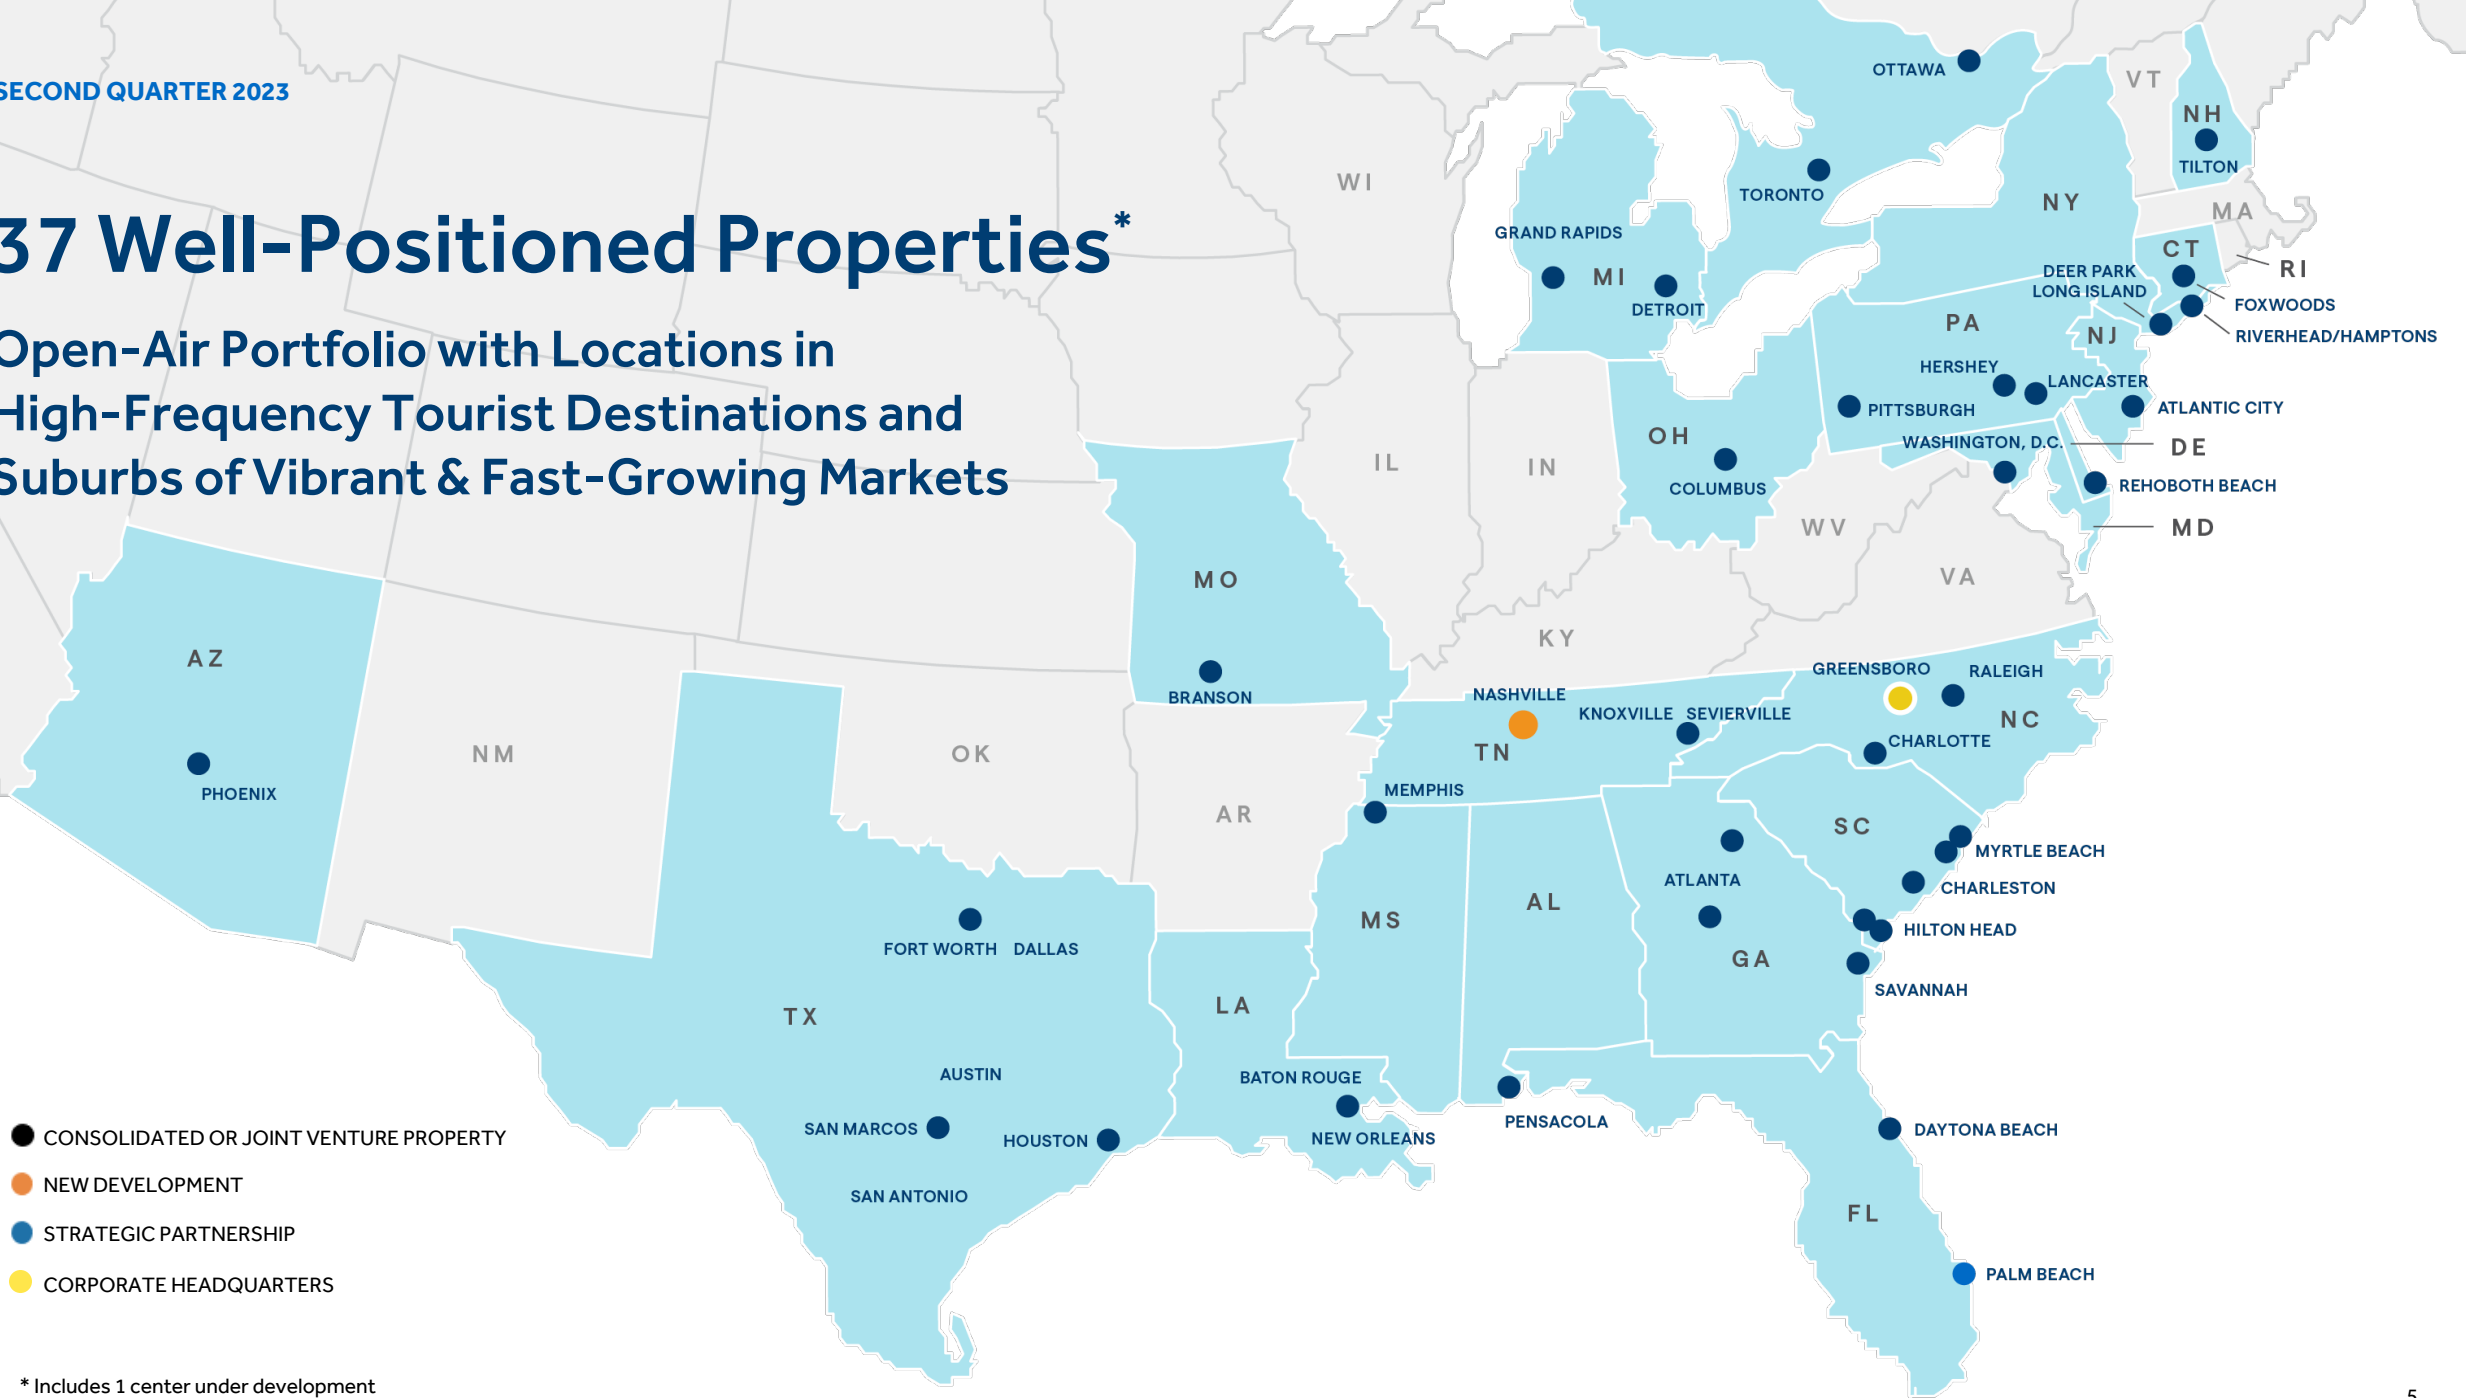 SECOND QUARTER 2023
37 Well-Positioned Properties*
Open-Air Portfolio with Locations in
High-Frequency Tourist Destinations and
Suburbs of Vibrant & Fast-Growing Markets
OTTAWA
VT
NH
TILTON
WI
TORONTO
NY
MA
GRAND RAPIDS
MI
DETROIT
CT
RI
DEER PARK
LONG ISLAND
FOXWOODS
RIVERHEAD/HAMPTONS
PA
NJ
HERSHEY
LANCASTER
PITTSBURGH
ATLANTIC CITY
OH
COLUMBUS
WASHINGTON, D.C.
DE
REHOBOTH BEACH
MD
IL
IN
WV
VA
MO
KY
BRANSON
AZ
PHOENIX
NM
OK
AR
NASHVILLE
TN
KNOXVILLE
SEVIERVILLE
GREENSBORO
RALEIGH
NC
CHARLOTTE
MEMPHIS
SC
MYRTLE BEACH
CHARLESTON
HILTON HEAD
SAVANNAH
ATLANTA
GA
AL
MS
LA
FORT WORTH
DALLAS
TX
AUSTIN
SAN MARCOS
HOUSTON
SAN ANTONIO
BATON ROUGE
NEW ORLEANS
PENSACOLA
DAYTONA BEACH
FL
PALM BEACH
CONSOLIDATED OR JOINT VENTURE PROPERTY
NEW DEVELOPMENT
STRATEGIC PARTNERSHIP
CORPORATE HEADQUARTERS
* Includes 1 center under development
5